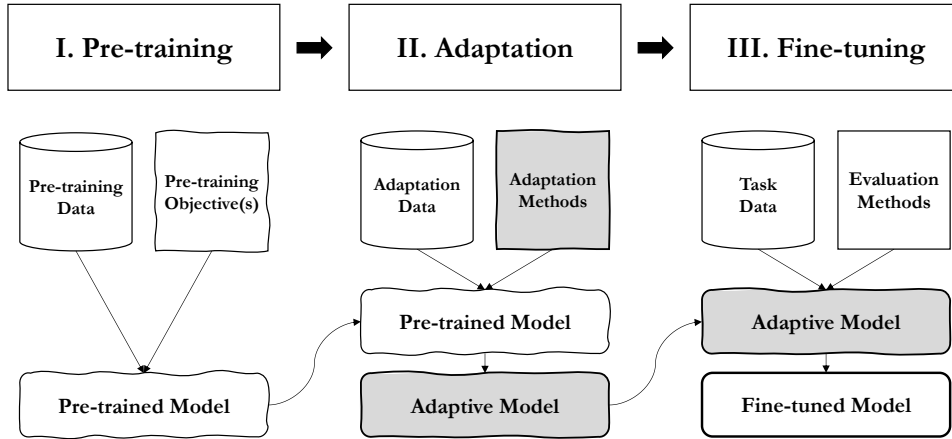 I. Pre-training
II. Adaptation
III. Fine-tuning
Pre-training
Data
Pre-training
Objective(s)
Adaptation
Data
Adaptation
Methods
Task
Data
Evaluation
Methods
Pre-trained Model
Adaptive Model
Pre-trained Model
Adaptive Model
Fine-tuned Model